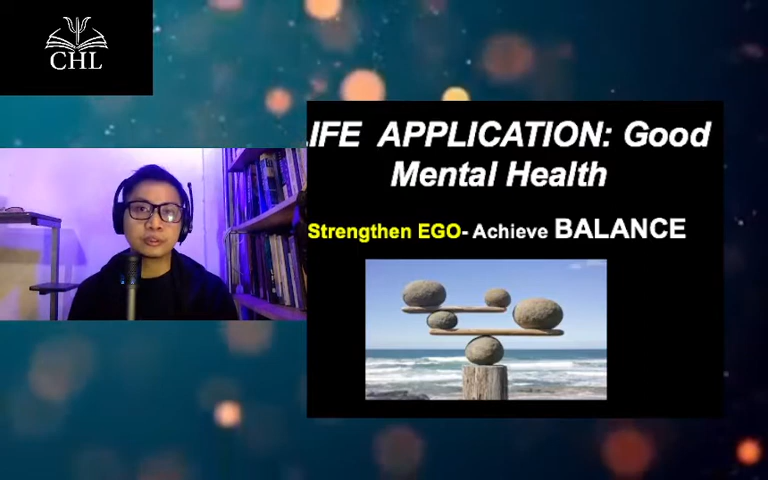 CHL
IFE APPLICATION: Good
Mental Health
Strengthen EGO- Achieve BALANCE